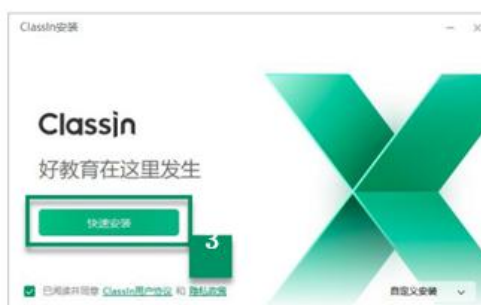 ClassIn安装
Classin
好教育在这里发生
快速安装
3
已阅读并同意 ClassIn用户协议 和 隐私政策
自定义安装